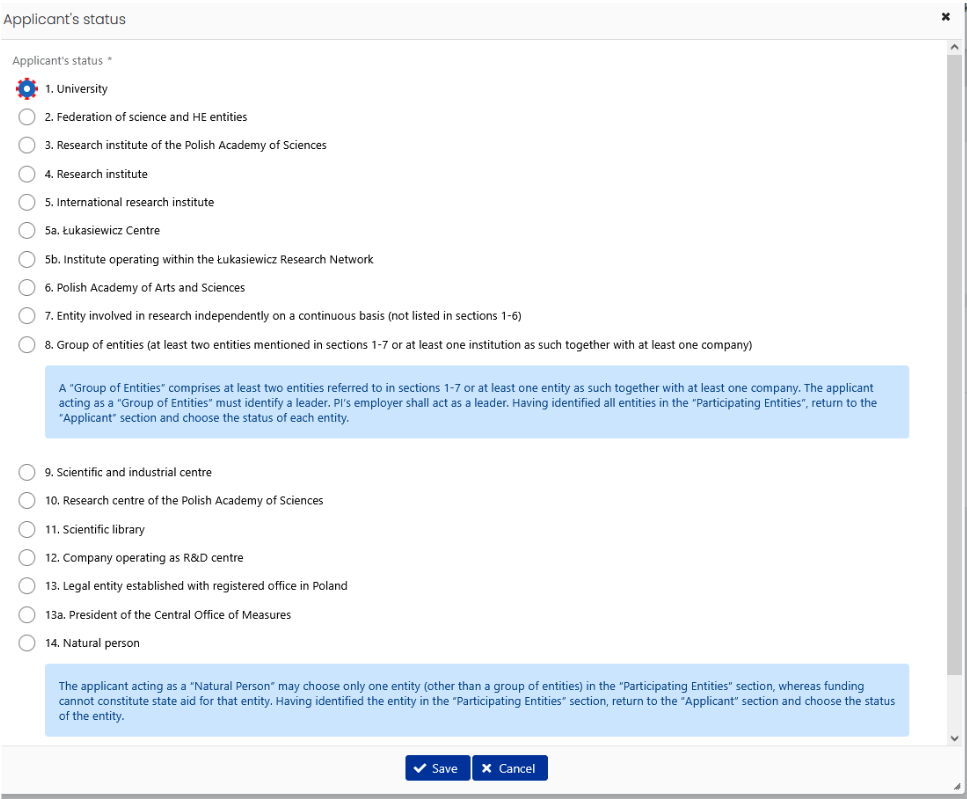 Applicant's status
Applicant's status *
1. University
2. Federation of science and HE entities
3. Research institute of the Polish Academy of Sciences
4. Research institute
5. International research institute
5a. Łukasiewicz Centre
5b. Institute operating within the Łukasiewicz Research Network
6. Polish Academy of Arts and Sciences
7. Entity involved in research independently on a continuous basis (not listed in sections 1-6)
8. Group of entities (at least two entities mentioned in sections 1-7 or at least one institution as such together with at least one company)
A "Group of Entities" comprises at least two entities referred to in sections 1-7 or at least one entity as such together with at least one company. The applicant
acting as a "Group of Entities" must identify a leader. PI's employer shall act as a leader. Having identified all entities in the "Participating Entities", return to the
"Applicant" section and choose the status of each entity.
9. Scientific and industrial centre
10. Research centre of the Polish Academy of Sciences
11. Scientific library
12. Company operating as R&D centre
13. Legal entity established with registered office in Poland
13a. President of the Central Office of Measures
14. Natural person
The applicant acting as a "Natural Person" may choose only one entity (other than a group of entities) in the "Participating Entities" section, whereas funding
cannot constitute state aid for that entity. Having identified the entity in the "Participating Entities" section, return to the "Applicant" section and choose the status
of the entity.
Save Cancel